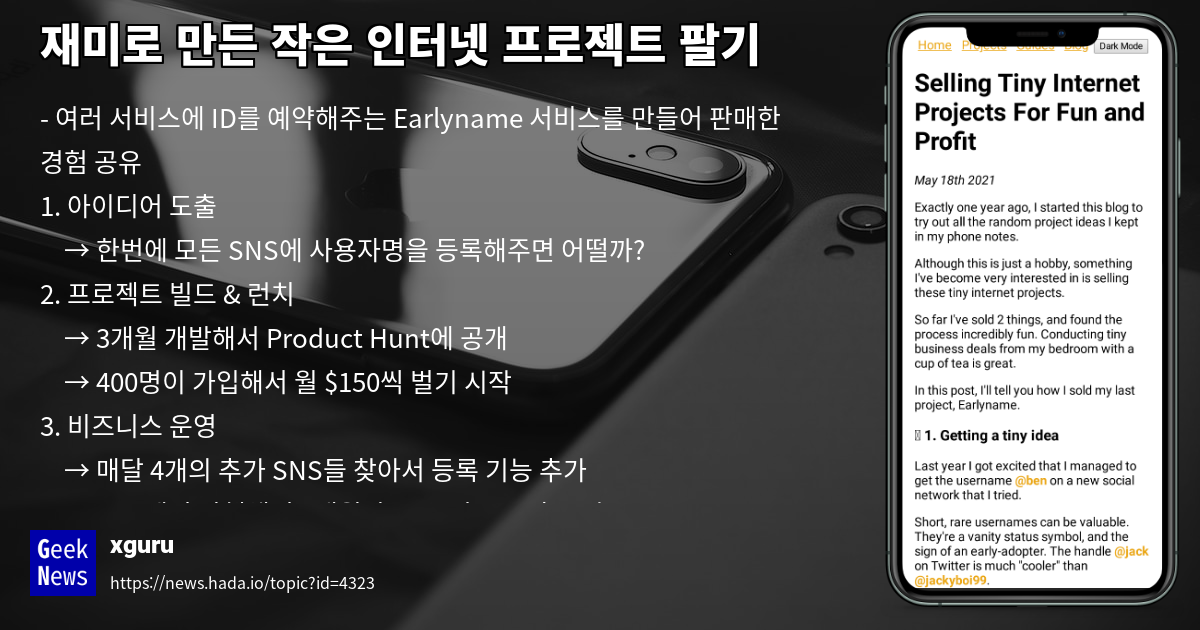 재미로 만든 작은 인터넷 프로젝트 팔기
- 여러 서비스에 ID를 예약해주는 Earlyname 서비스를 만들어 판매한
경험 공유
1. 아이디어 도출
→ 한번에 모든 SNS에 사용자명을 등록해주면 어떨까?
2. 프로젝트 빌드 & 런치
→ 3개월 개발해서 Product Hunt에 공개
→ 400명이 가입해서 월 $150씩 벌기 시작
3. 비즈니스 운영
→ 매달 4개의 추가 SNS들 찾아서 등록 기능 추가
Geek
News
xguru
https://news.hada.io/topic?id=4323
Home Projects Guides Blog Dark Mode
Selling Tiny Internet
Projects For Fun and
Profit
May 18th 2021
Exactly one year ago, I started this blog to
try out all the random project ideas I kept
in my phone notes.
Although this is just a hobby, something
I've become very interested in is selling
these tiny internet projects.
So far I've sold 2 things, and found the
process incredibly fun. Conducting tiny
business deals from my bedroom with a
cup of tea is great.
In this post, I'll tell you how I sold my last
project, Earlyname.
1. Getting a tiny idea
Last year I got excited that I managed to
get the username @ben on a new social
network that I tried.
Short, rare usernames can be valuable.
They're a vanity status symbol, and the
sign of an early-adopter. The handle @jack
on Twitter is much "cooler" than
@jackyboi99.